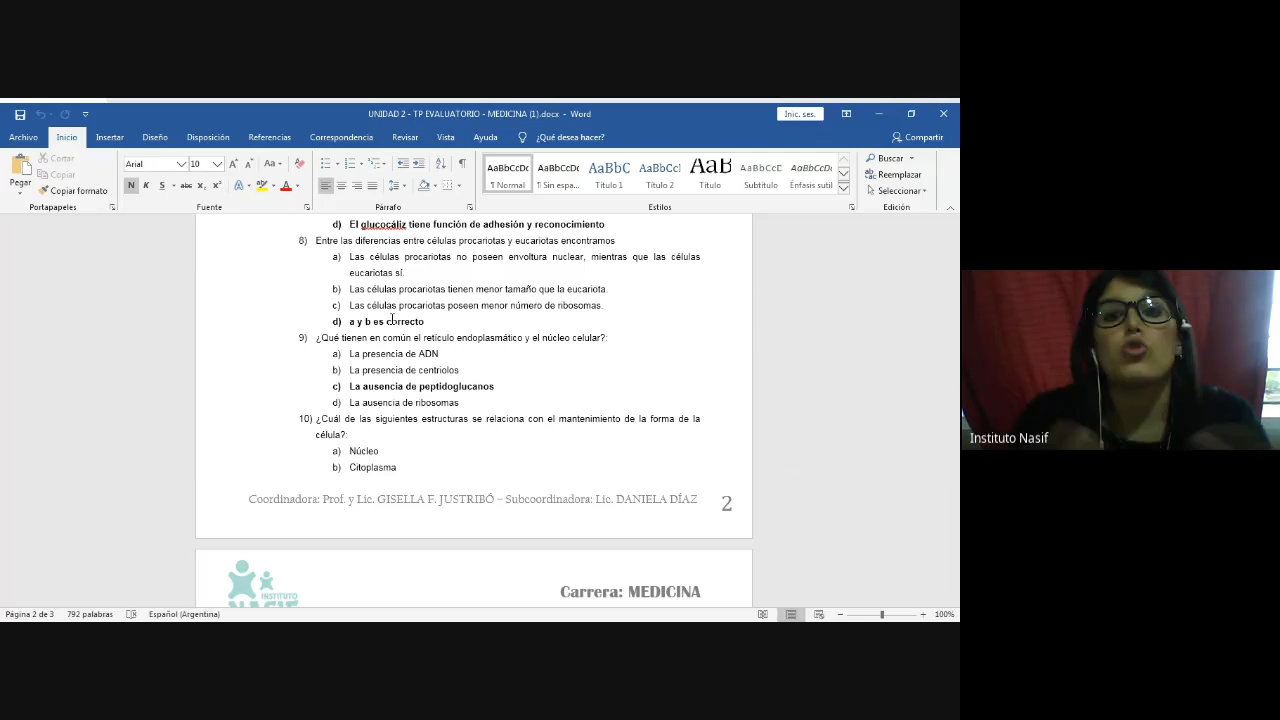 UNIDAD 2 - TP EVALUATORIO - MEDICINA (1).docx - Word
Inic. ses.
Archivo Inicio Insertar Diseño Disposición Referencias Correspondencia Revisar Vista Ayuda ¿Qué desea hacer? Compartir
Pegar
Cortar
Copiar
Copiar formato
Portapapeles
Arial 10
Fuente
Párrafo
AaBbCcDc AaBbCcDc AaBbC AaBbCcI AaB AaBbCcD AaBbCcDc
¶ Normal ¶ Sin espa... Título 1 Título 2 Título Subtítulo Énfasis sutil
Estilos
Buscar
Reemplazar
Seleccionar
Edición
d) El glucocáliz tiene función de adhesión y reconocimiento
8) Entre las diferencias entre células procariotas y eucariotas encontramos
a) Las células procariotas no poseen envoltura nuclear, mientras que las células
eucariotas sí.
b) Las células procariotas tienen menor tamaño que la eucariota.
c) Las células procariotas poseen menor número de ribosomas.
d) a y b es correcto
9) ¿Qué tienen en común el retículo endoplasmático y el núcleo celular?:
a) La presencia de ADN
b) La presencia de centriolos
c) La ausencia de peptidoglucanos
d) La ausencia de ribosomas
10) ¿Cuál de las siguientes estructuras se relaciona con el mantenimiento de la forma de la
célula?:
a) Núcleo
b) Citoplasma
Coordinadora: Prof. y Lic. GISELLA F. JUSTRIBÓ – Subcoordinadora: Lic. DANIELA DÍAZ 2
INSTITUTO
NASIF
Carrera: MEDICINA
Página 2 de 3 792 palabras Español (Argentina) 100%
Instituto Nasif